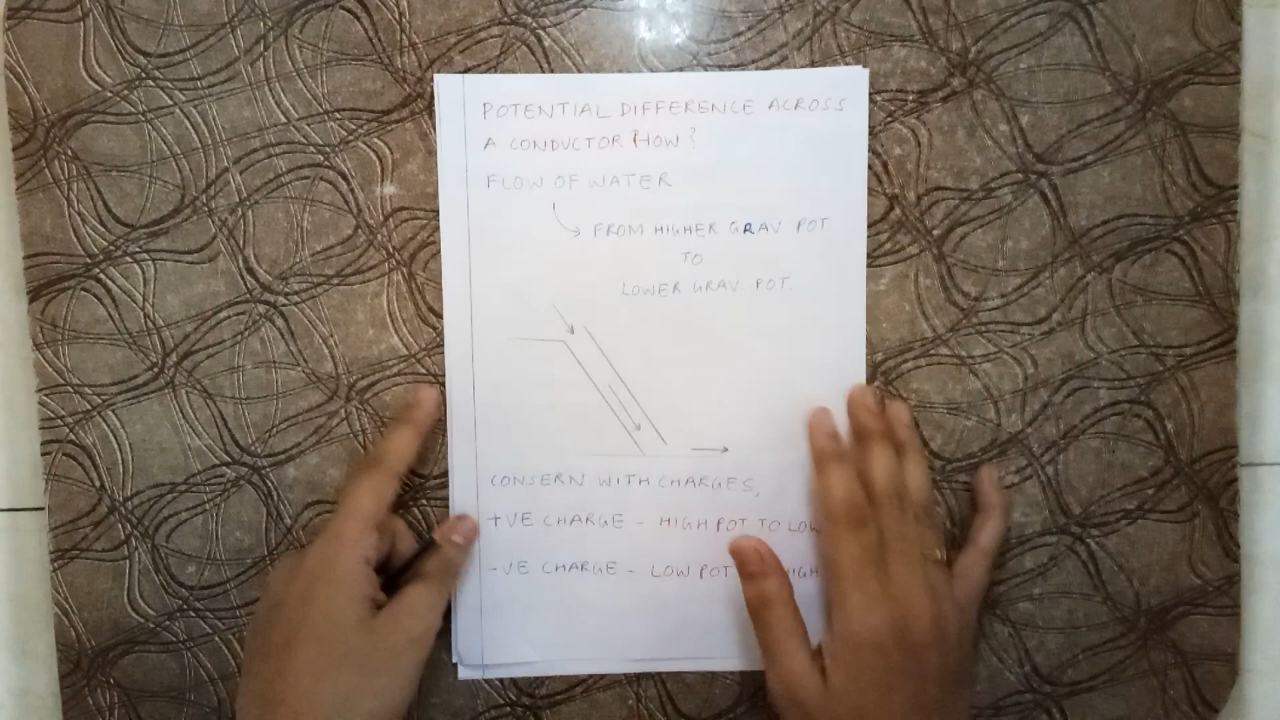 POTENTIAL DIFFERENCE ACROSS
A CONDUCTOR ? HOW ?
FLOW OF WATER
FROM HIGHER GRAV POT
TO
LOWER GRAV. POT.
CONSERN WITH CHARGES,
+VE CHARGE - HIGH POT TO LOW
-VE CHARGE - LOW POT HIGH